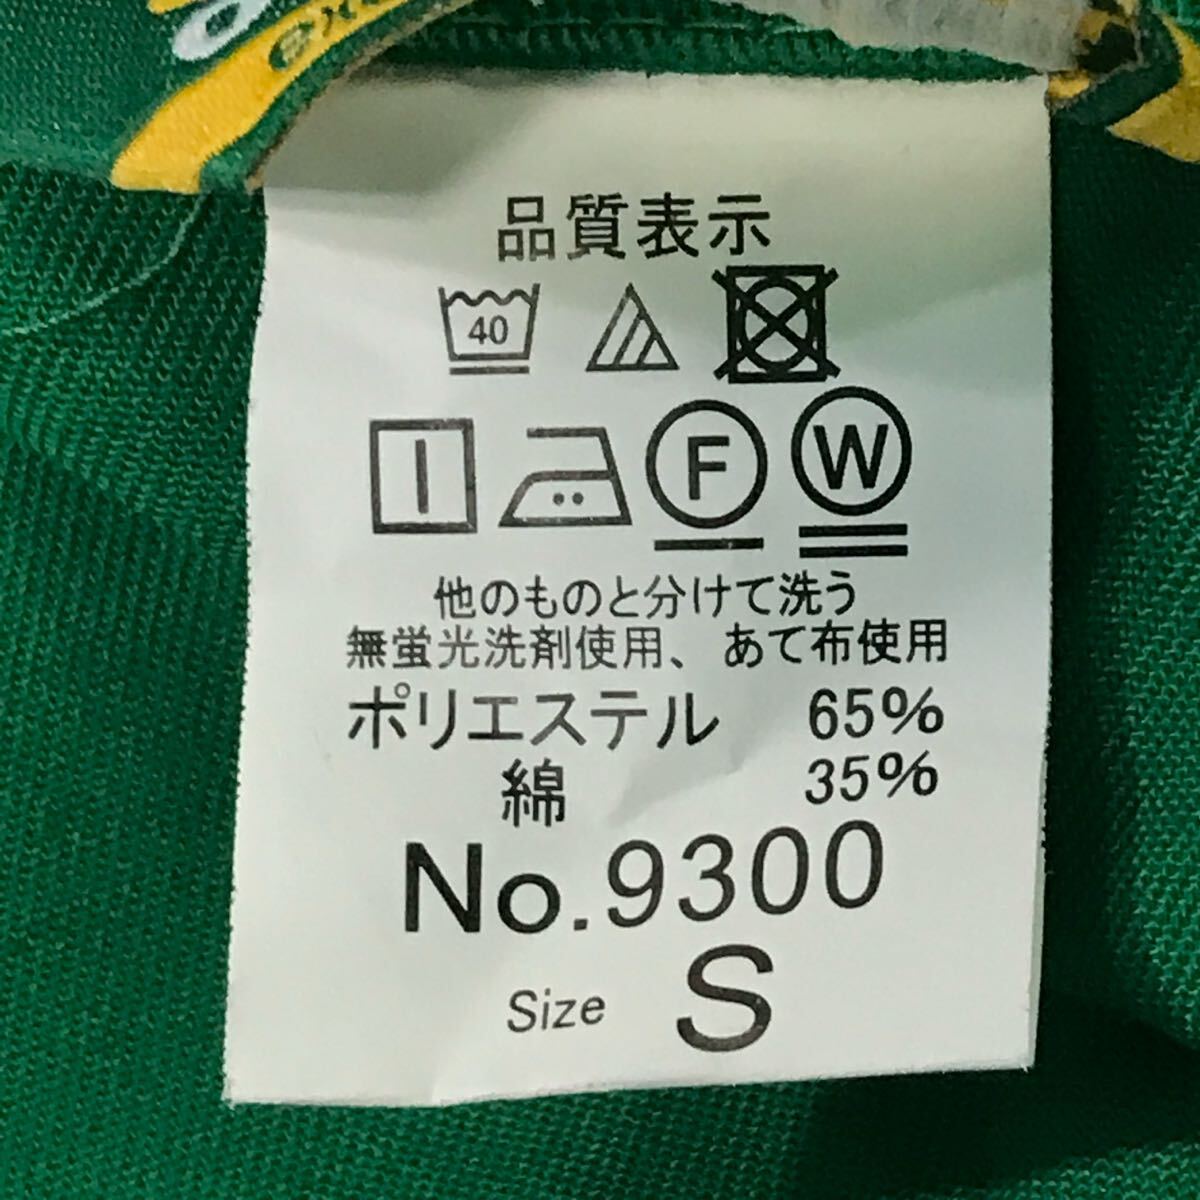 品質表示
40
F W
他のものと分けて洗う
無蛍光洗剤使用、あて布使用
ポリエステル 65%
綿 35%
No.9300
Size S